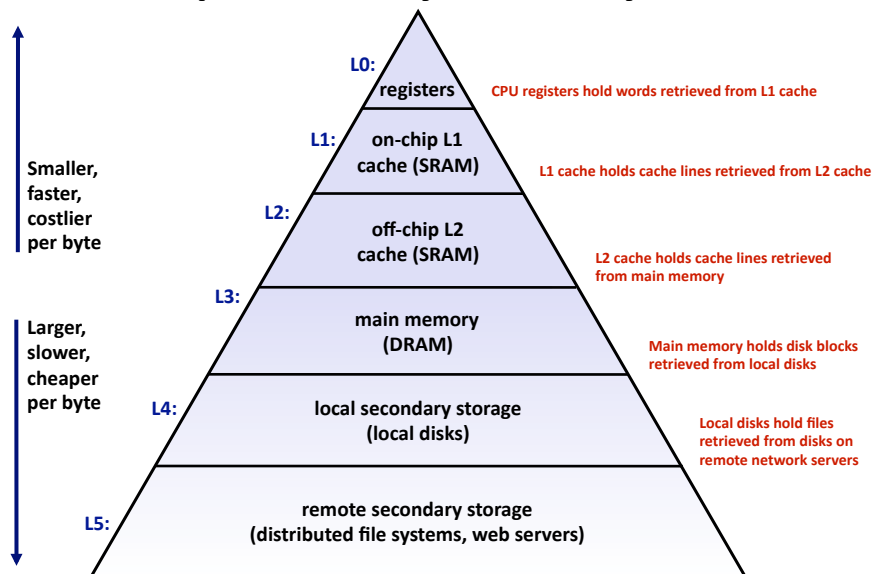 L0:
registers
CPU registers hold words retrieved from L1 cache
L1:
on-chip L1
cache (SRAM)
L1 cache holds cache lines retrieved from L2 cache
Smaller,
faster,
costlier
per byte
L2:
off-chip L2
cache (SRAM)
L2 cache holds cache lines retrieved
from main memory
L3:
main memory
(DRAM)
Larger,
slower,
cheaper
per byte
Main memory holds disk blocks
retrieved from local disks
L4:
local secondary storage
(local disks)
Local disks hold files
retrieved from disks on
remote network servers
L5:
remote secondary storage
(distributed file systems, web servers)